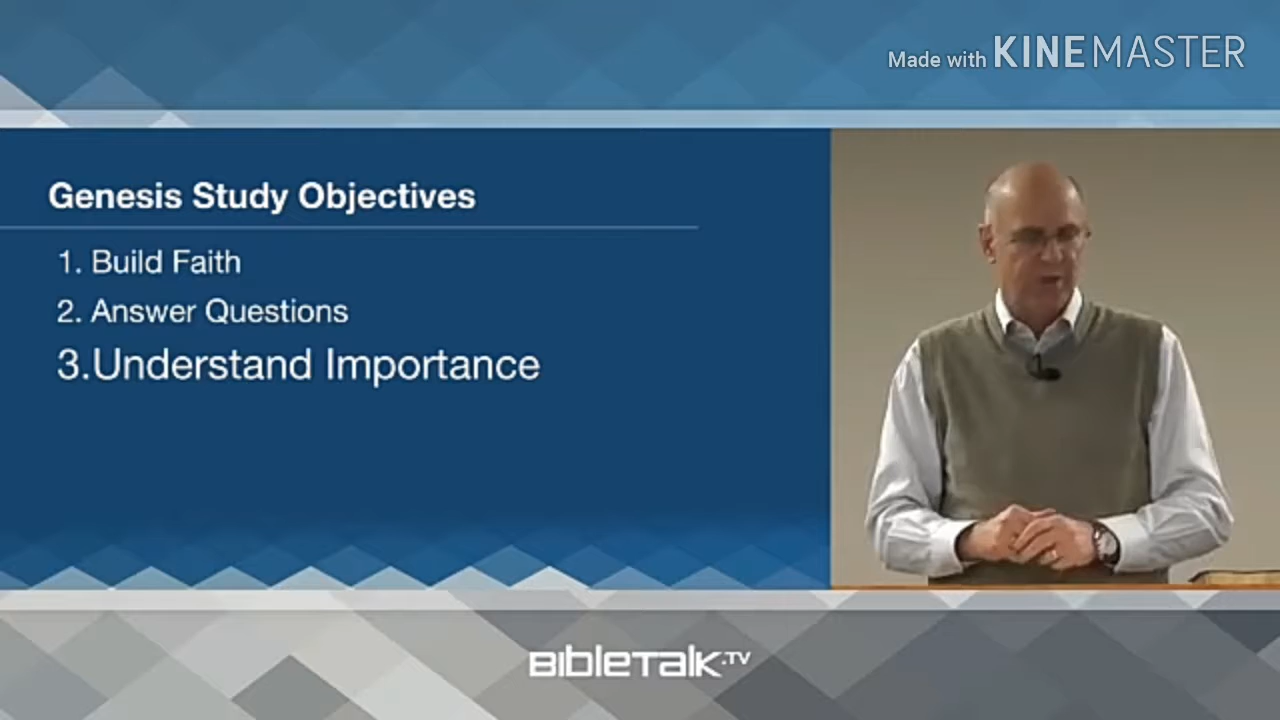 Made with KINEMASTER
Genesis Study Objectives
1. Build Faith
2. Answer Questions
3.Understand Importance
BibleTalk.TV